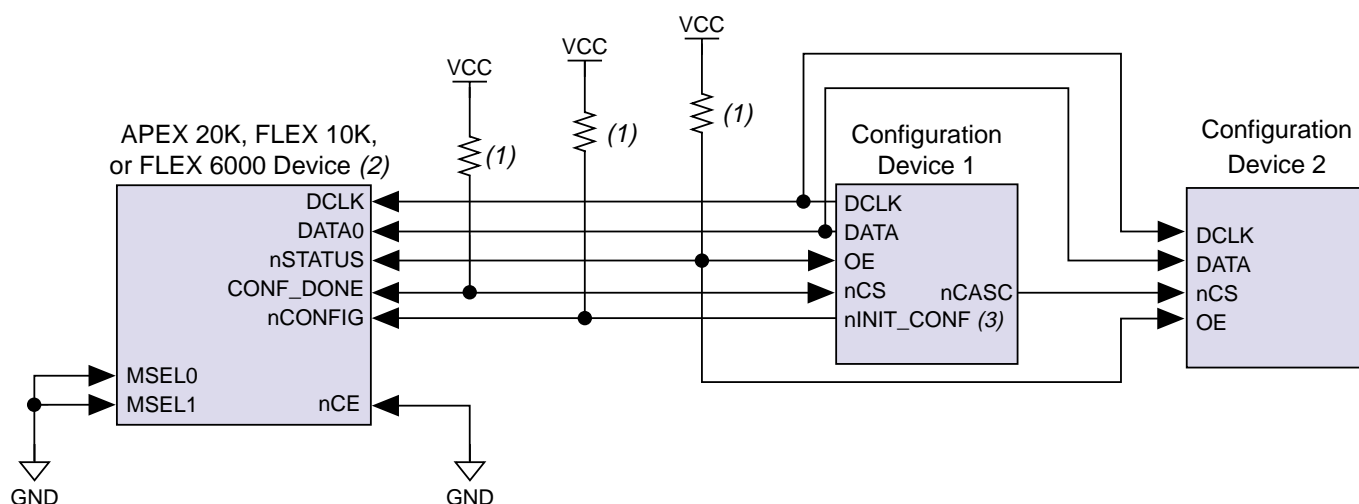 VCC
VCC
VCC
(1)
(1)
(1)
APEX 20K, FLEX 10K,
or FLEX 6000 Device (2)
DCLK
DATA0
nSTATUS
CONF_DONE
nCONFIG
MSEL0
MSEL1
nCE
GND
GND
Configuration
Device 1
DCLK
DATA
OE
nCS
nCASC
nINIT_CONF (3)
Configuration
Device 2
DCLK
DATA
nCS
OE